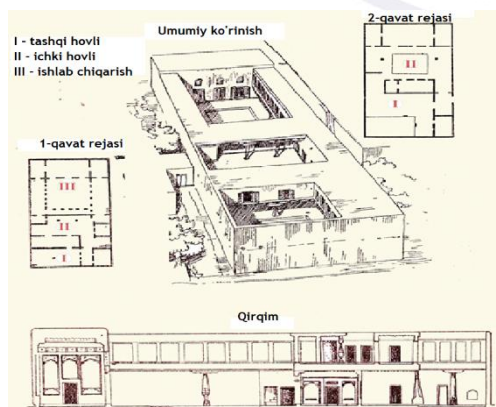 Umumiy ko'rinish
2-qavat rejasi
I - tashqi hovli
II - ichki hovli
III - ishlab chiqarish
II
I
1-qavat rejasi
III
II
I
Qirqim